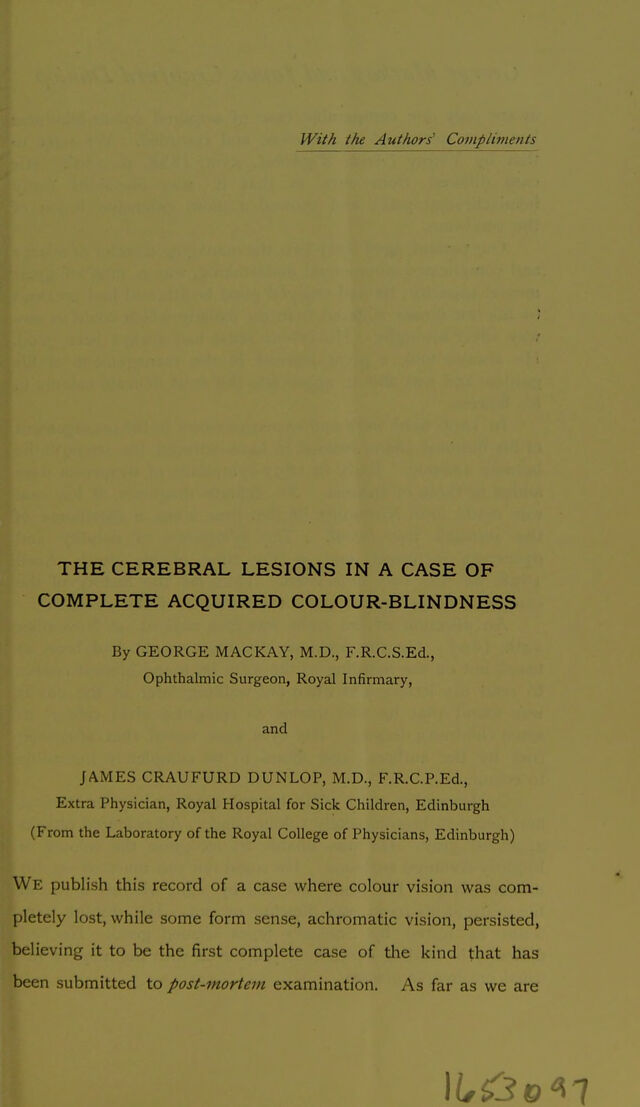 With the Authors' Compliments
THE CEREBRAL LESIONS IN A CASE OF
COMPLETE ACQUIRED COLOUR-BLINDNESS
By GEORGE MACKAY, M.D., F.R.C.S.Ed.,
Ophthalmic Surgeon, Royal Infirmary,
and
JAMES CRAUFURD DUNLOP, M.D., F.R.C.P.Ed.,
Extra Physician, Royal Hospital for Sick Children, Edinburgh
(From the Laboratory of the Royal College of Physicians, Edinburgh)
WE publish this record of a case where colour vision was com-
pletely lost, while some form sense, achromatic vision, persisted,
believing it to be the first complete case of the kind that has
been submitted to post-mortem examination. As far as we are